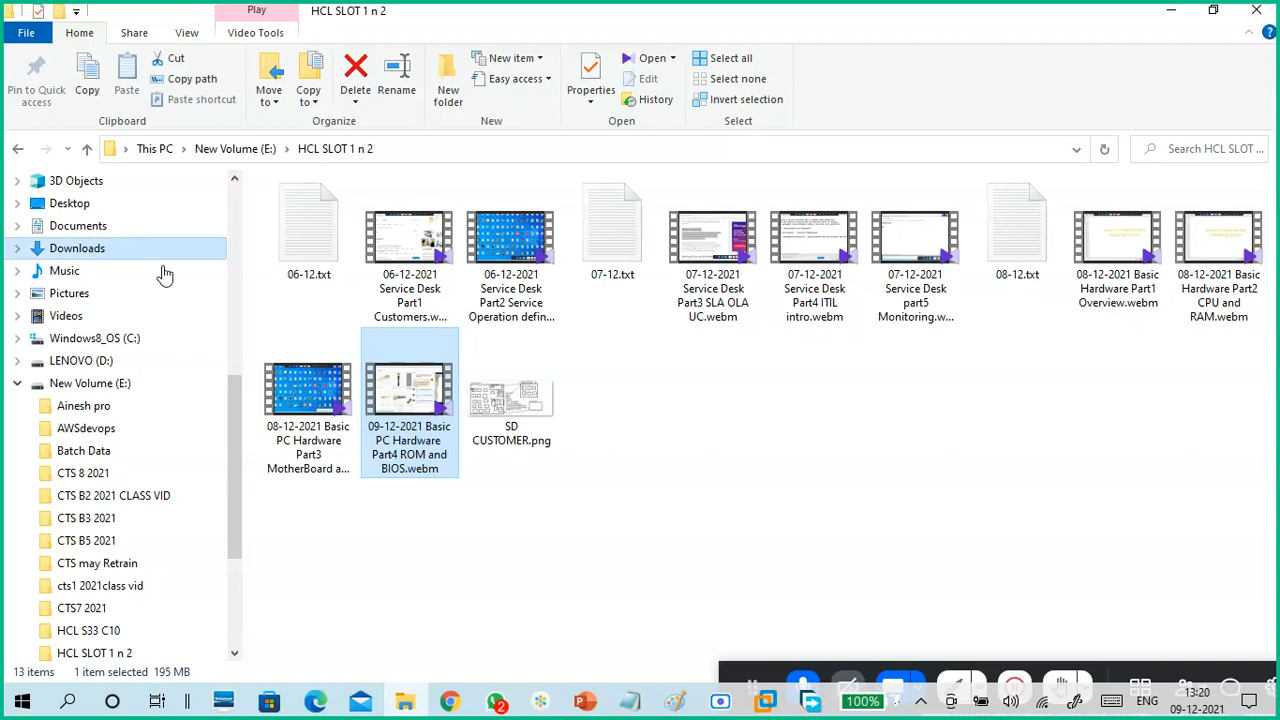 Play
HCL SLOT 1 n 2
File
Home
Share
View
Video Tools
Pin to Quick access
Copy
Paste
Cut
Copy path
Paste shortcut
Clipboard
Move to
Copy to
Delete
Rename
Organize
New folder
New item
Easy access
New
Properties
Open
Edit
History
Open
Select all
Select none
Invert selection
Select
This PC
New Volume (E:)
HCL SLOT 1 n 2
Search HCL SLOT ...
3D Objects
Desktop
Documents
Downloads
Music
Pictures
Videos
Windows8_OS (C:)
LENOVO (D:)
New Volume (E:)
Ainesh pro
AWSdevops
Batch Data
CTS 8 2021
CTS B2 2021 CLASS VID
CTS B3 2021
CTS B5 2021
CTS may Retrain
cts1 2021class vid
CTS7 2021
HCL S33 C10
HCL SLOT 1 n 2
06-12.txt
06-12-2021
Service Desk
Part1
Customers.w...
06-12-2021
Service Desk
Part2 Service
Operation defin...
07-12.txt
07-12-2021
Service Desk
Part3 SLA OLA
UC.webm
07-12-2021
Service Desk
Part4 ITIL
intro.webm
07-12-2021
Service Desk
part5
Monitoring.w...
08-12.txt
08-12-2021 Basic
Hardware Part1
Overview.webm
08-12-2021 Basic
Hardware Part2
CPU and
RAM.webm
08-12-2021 Basic
PC Hardware
Part3
MotherBoard a...
09-12-2021 Basic
PC Hardware
Part4 ROM and
BIOS.webm
SD
CUSTOMER.png
13 items
1 item selected 195 MB
2
100%
ENG
13:20
09-12-2021